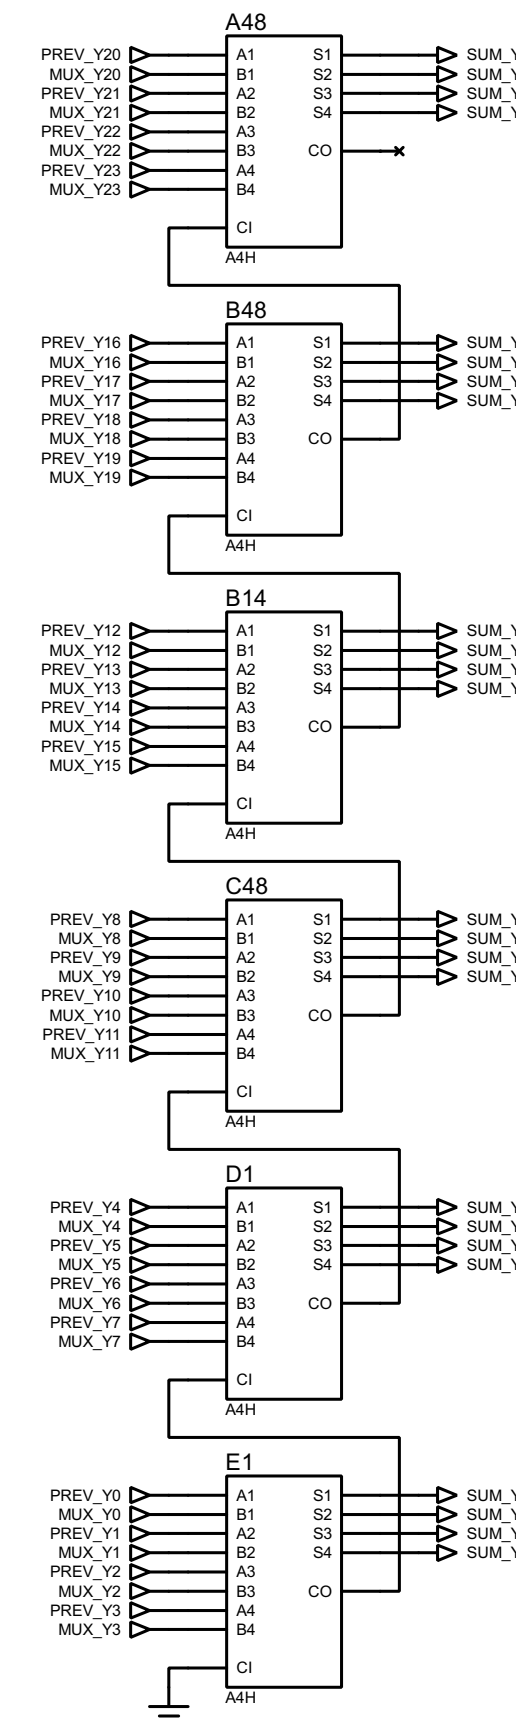 A48
PREV_Y20 A1 S1 SUM_Y
MUX_Y20 B1 S2 SUM_Y
PREV_Y21 A2 S3 SUM_Y
MUX_Y21 B2 S4 SUM_Y
PREV_Y22 A3
MUX_Y22 B3 CO
PREV_Y23 A4
MUX_Y23 B4
CI
A4H
B48
PREV_Y16 A1 S1 SUM_Y
MUX_Y16 B1 S2 SUM_Y
PREV_Y17 A2 S3 SUM_Y
MUX_Y17 B2 S4 SUM_Y
PREV_Y18 A3
MUX_Y18 B3 CO
PREV_Y19 A4
MUX_Y19 B4
CI
A4H
B14
PREV_Y12 A1 S1 SUM_Y
MUX_Y12 B1 S2 SUM_Y
PREV_Y13 A2 S3 SUM_Y
MUX_Y13 B2 S4 SUM_Y
PREV_Y14 A3
MUX_Y14 B3 CO
PREV_Y15 A4
MUX_Y15 B4
CI
A4H
C48
PREV_Y8 A1 S1 SUM_Y
MUX_Y8 B1 S2 SUM_Y
PREV_Y9 A2 S3 SUM_Y
MUX_Y9 B2 S4 SUM_Y
PREV_Y10 A3
MUX_Y10 B3 CO
PREV_Y11 A4
MUX_Y11 B4
CI
A4H
D1
PREV_Y4 A1 S1 SUM_Y
MUX_Y4 B1 S2 SUM_Y
PREV_Y5 A2 S3 SUM_Y
MUX_Y5 B2 S4 SUM_Y
PREV_Y6 A3
MUX_Y6 B3 CO
PREV_Y7 A4
MUX_Y7 B4
CI
A4H
E1
PREV_Y0 A1 S1 SUM_Y
MUX_Y0 B1 S2 SUM_Y
PREV_Y1 A2 S3 SUM_Y
MUX_Y1 B2 S4 SUM_Y
PREV_Y2 A3
MUX_Y2 B3 CO
PREV_Y3 A4
MUX_Y3 B4
CI
A4H